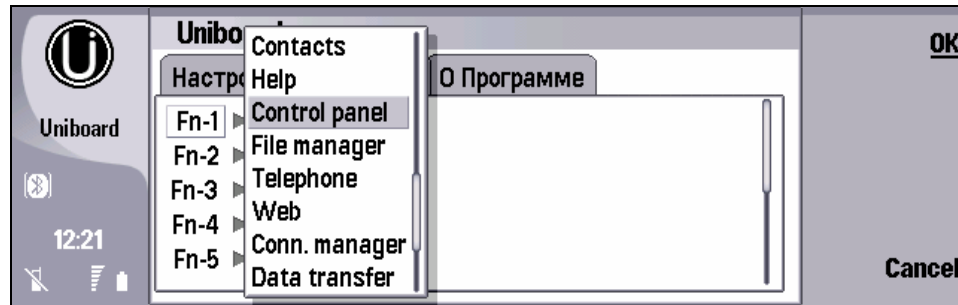 Uniboard
12:21
Unibo
Настро
О Программе
Fn-1
Fn-2
Fn-3
Fn-4
Fn-5
Contacts
Help
Control panel
File manager
Telephone
Web
Conn. manager
Data transfer
OK
Cancel